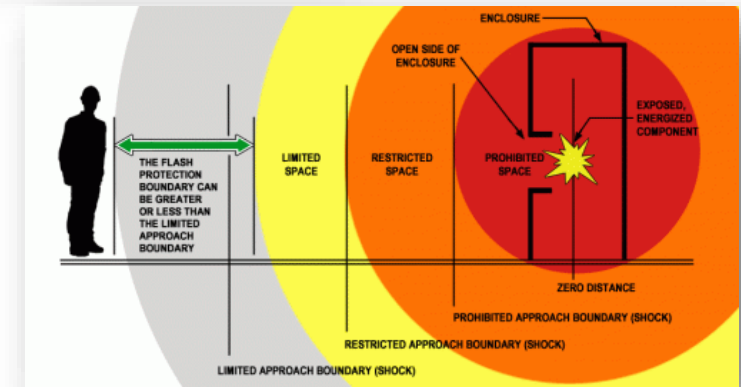 ENCLOSURE
OPEN SIDE OF
ENCLOSURE
EXPOSED,
ENERGIZED
COMPONENT
THE FLASH
PROTECTION
BOUNDARY CAN
BE GREATER
OR LESS THAN
THE LIMITED
APPROACH
BOUNDARY
LIMITED
SPACE
RESTRICTED
SPACE
PROHIBITED
SPACE
ZERO DISTANCE
PROHIBITED APPROACH BOUNDARY (SHOCK)
RESTRICTED APPROACH BOUNDARY (SHOCK)
LIMITED APPROACH BOUNDARY (SHOCK)